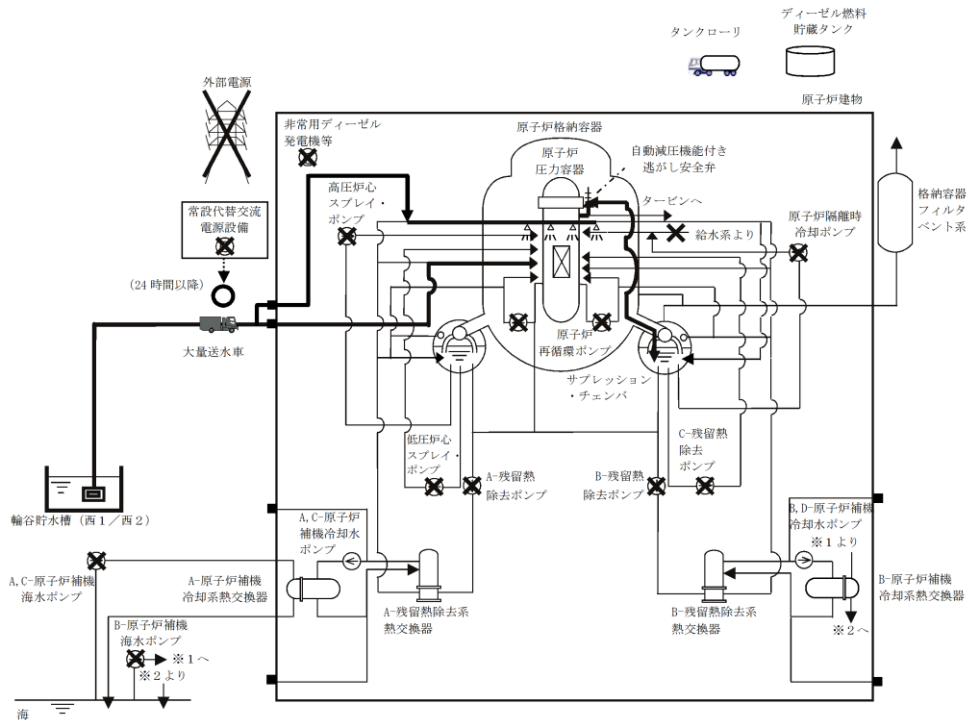 タンクローリ
ディーゼル燃料
貯蔵タンク
外部電源
原子炉建物
非常用ディーゼル
発電機等
原子炉格納容器
原子炉
圧力容器
自動減圧機能付き
逃がし安全弁
高圧炉心
スプレイ・
ポンプ
タービンへ
給水系より
原子炉隔離時
冷却ポンプ
格納容器
フィルタ
ベント系
常設代替交流
電源設備
(24 時間以降)
大量送水車
原子炉
再循環ポンプ
サプレッション
・チェンバ
低圧炉心
スプレイ・
ポンプ
A-残留熱
除去ポンプ
B-残留熱
除去ポンプ
C-残留熱
除去
ポンプ
輪谷貯水槽(西1/西2)
A,C-原子炉
補機冷却水
ポンプ
B,D-原子炉補機
冷却水ポンプ
※1より
A,C-原子炉補機
海水ポンプ
A-原子炉補機
冷却系熱交換器
A-残留熱除去系
熱交換器
B-残留熱除去系
熱交換器
B-原子炉補機
冷却系熱交換器
※2へ
B-原子炉補機
海水ポンプ
※1へ
※2より
海